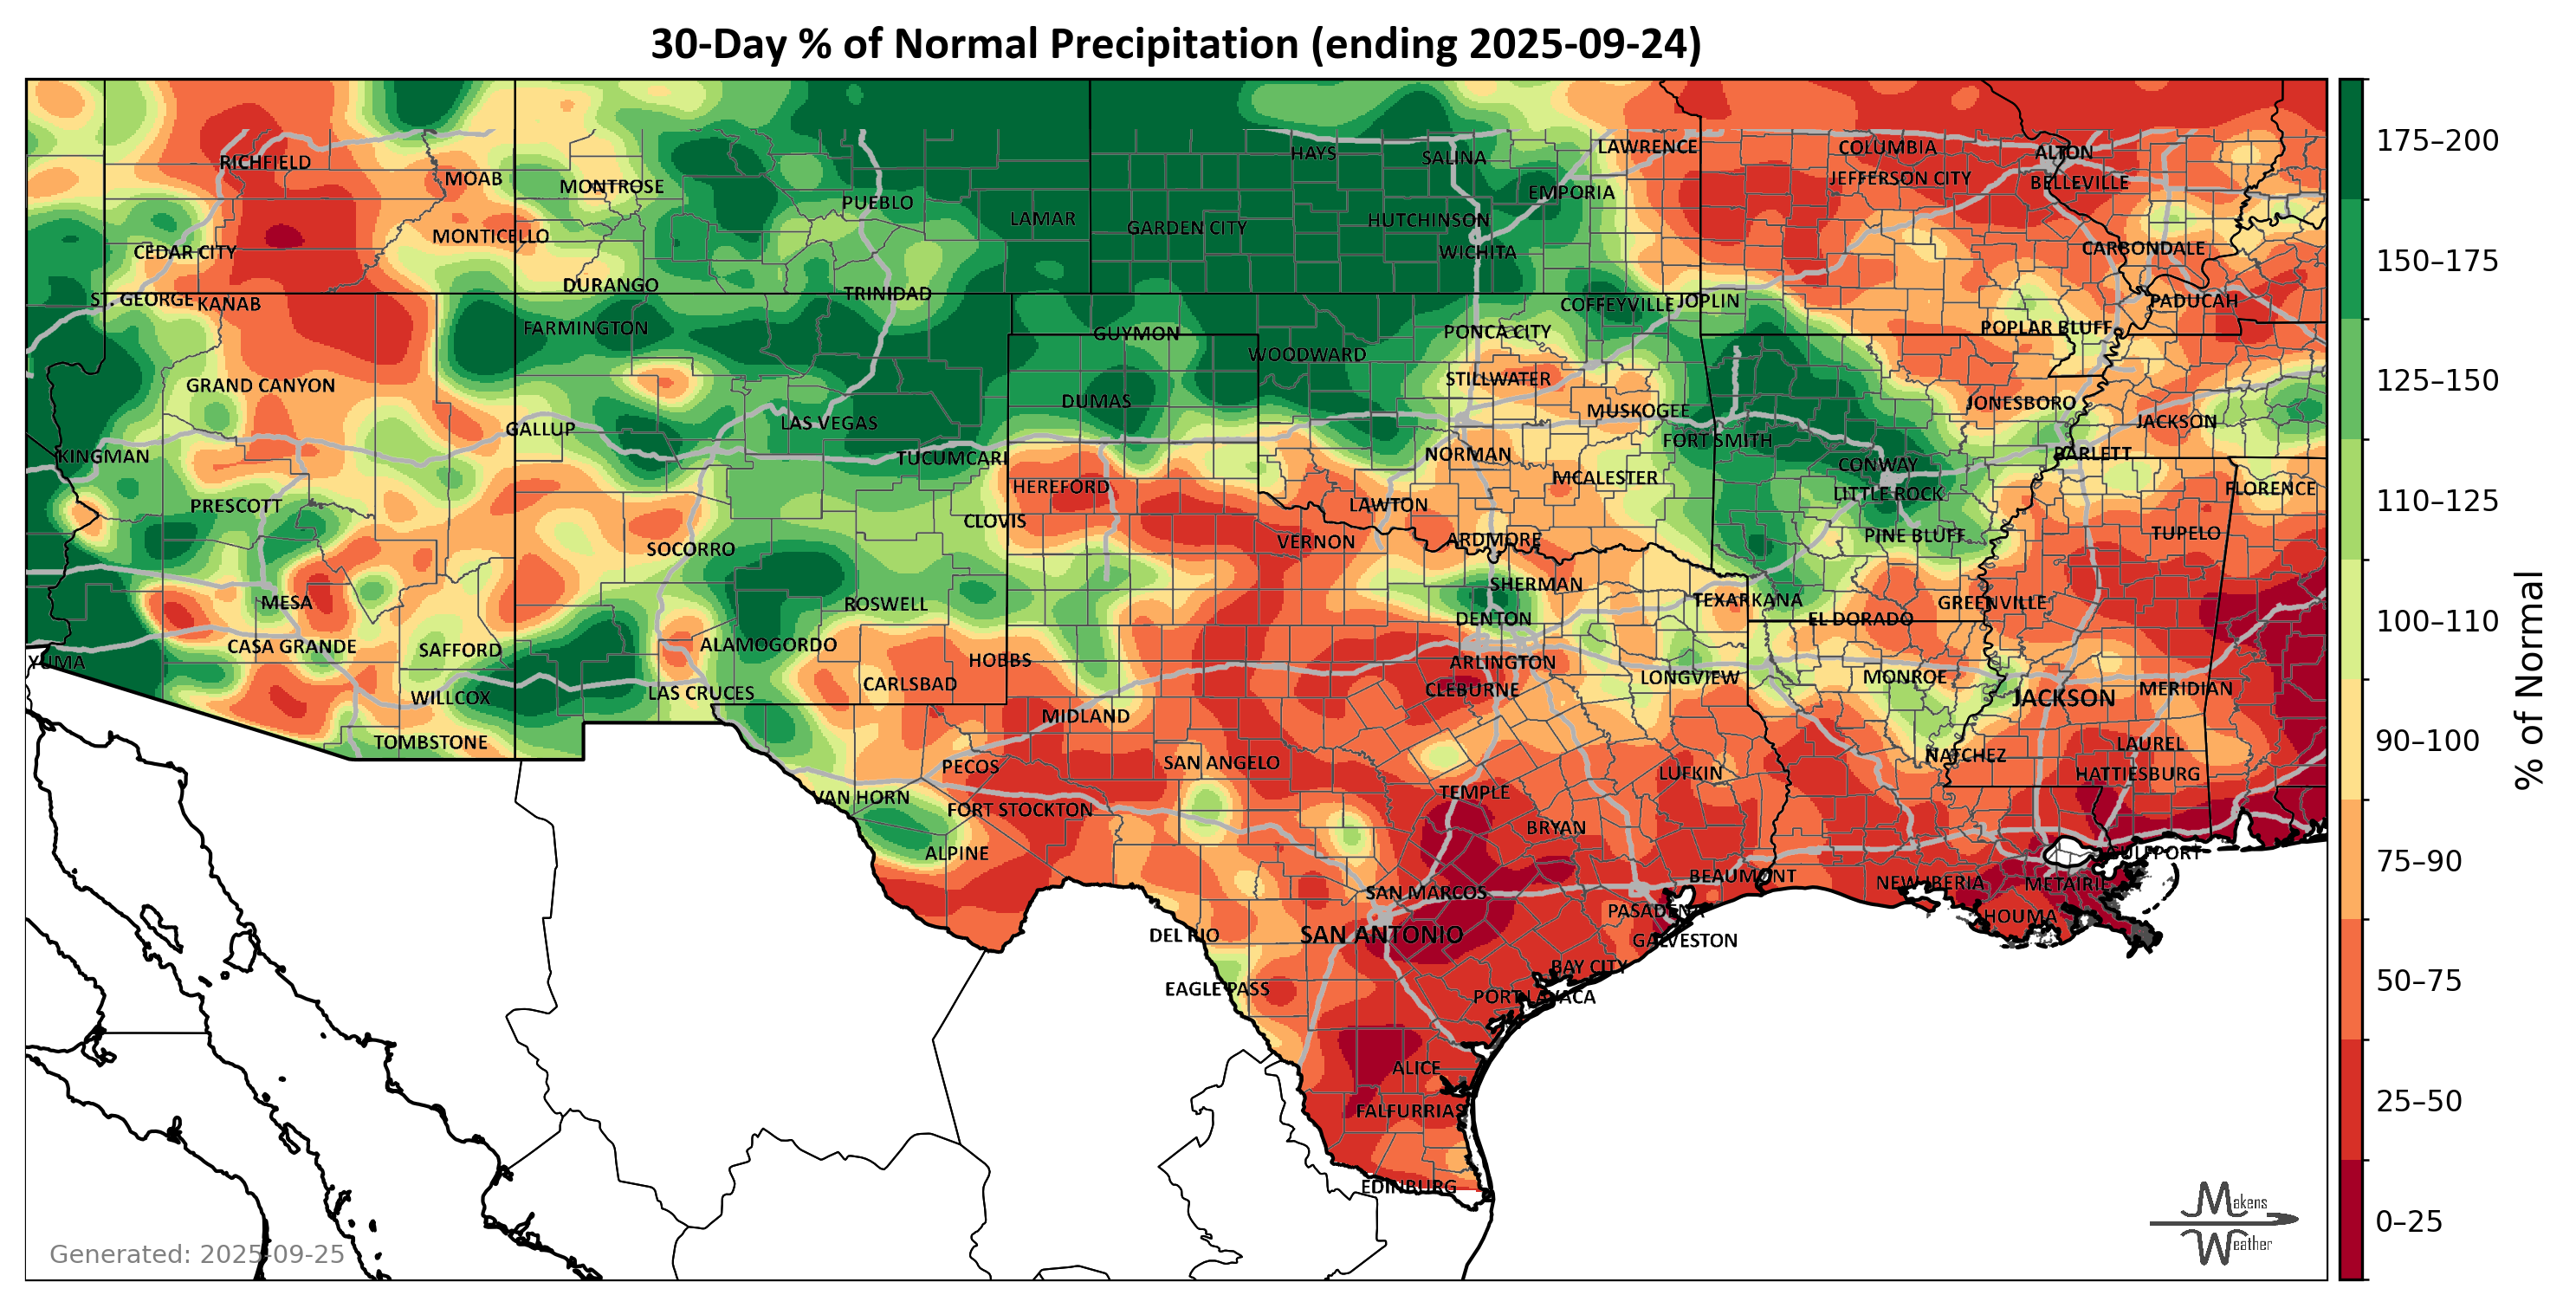 30-Day % of Normal Precipitation (ending 2025-09-24)
HAYS
SALINA
LAWRENCE
COLUMBIA
ALTON
RICHFIELD
MOAB
MONTROSE
JEFFERSON CITY
BELLEVILLE
PUEBLO
EMPORIA
LAMAR
GARDEN CITY
HUTCHINSON
MONTICELLO
CEDAR CITY
WICHITA
CARBONDALE
DURANGO
TRINIDAD
ST. GEORGE
KANAB
COFFEYVILLE
JOPLIN
PADUCAH
FARMINGTON
GUYMON
PONCA CITY
POPLAR BLUFF
WOODWARD
GRAND CANYON
STILLWATER
DUMAS
MUSKOGEE
JONESBORO
LAS VEGAS
JACKSON
GALLUP
FORT SMITH
KINGMAN
TUCUMCARI
NORMAN
BARLETT
CONWAY
HEREFORD
MCALESTER
FLORENCE
PRESCOTT
LAWTON
LITTLE ROCK
CLOVIS
PINE BLUFF
TUPELO
SOCORRO
VERNON
ARDMORE
SHERMAN
MESA
ROSWELL
TEXARKANA
GREENVILLE
DENTON
EL DORADO
CASA GRANDE
SAFFORD
ALAMOGORDO
YUMA
HOBBS
ARLINGTON
CARLSBAD
CLEBURNE
LONGVIEW
MONROE
WILLCOX
LAS CRUCES
JACKSON
MERIDIAN
MIDLAND
TOMBSTONE
LAUREL
NATCHEZ
PECOS
SAN ANGELO
LUFKIN
HATTIESBURG
VAN HORN
TEMPLE
FORT STOCKTON
BRYAN
ALPINE
GULFPORT
BEAUMONT
SAN MARCOS
NEW IBERIA
METAIRIE
PASADENA
HOUMA
DEL RIO
SAN ANTONIO
GALVESTON
BAY CITY
EAGLE PASS
PORT LAVACA
ALICE
FALFURRIAS
EDINBURG
175–200
150–175
125–150
110–125
100–110
90–100
75–90
50–75
25–50
0–25
% of Normal
Generated: 2025-09-25
Makens
Weather